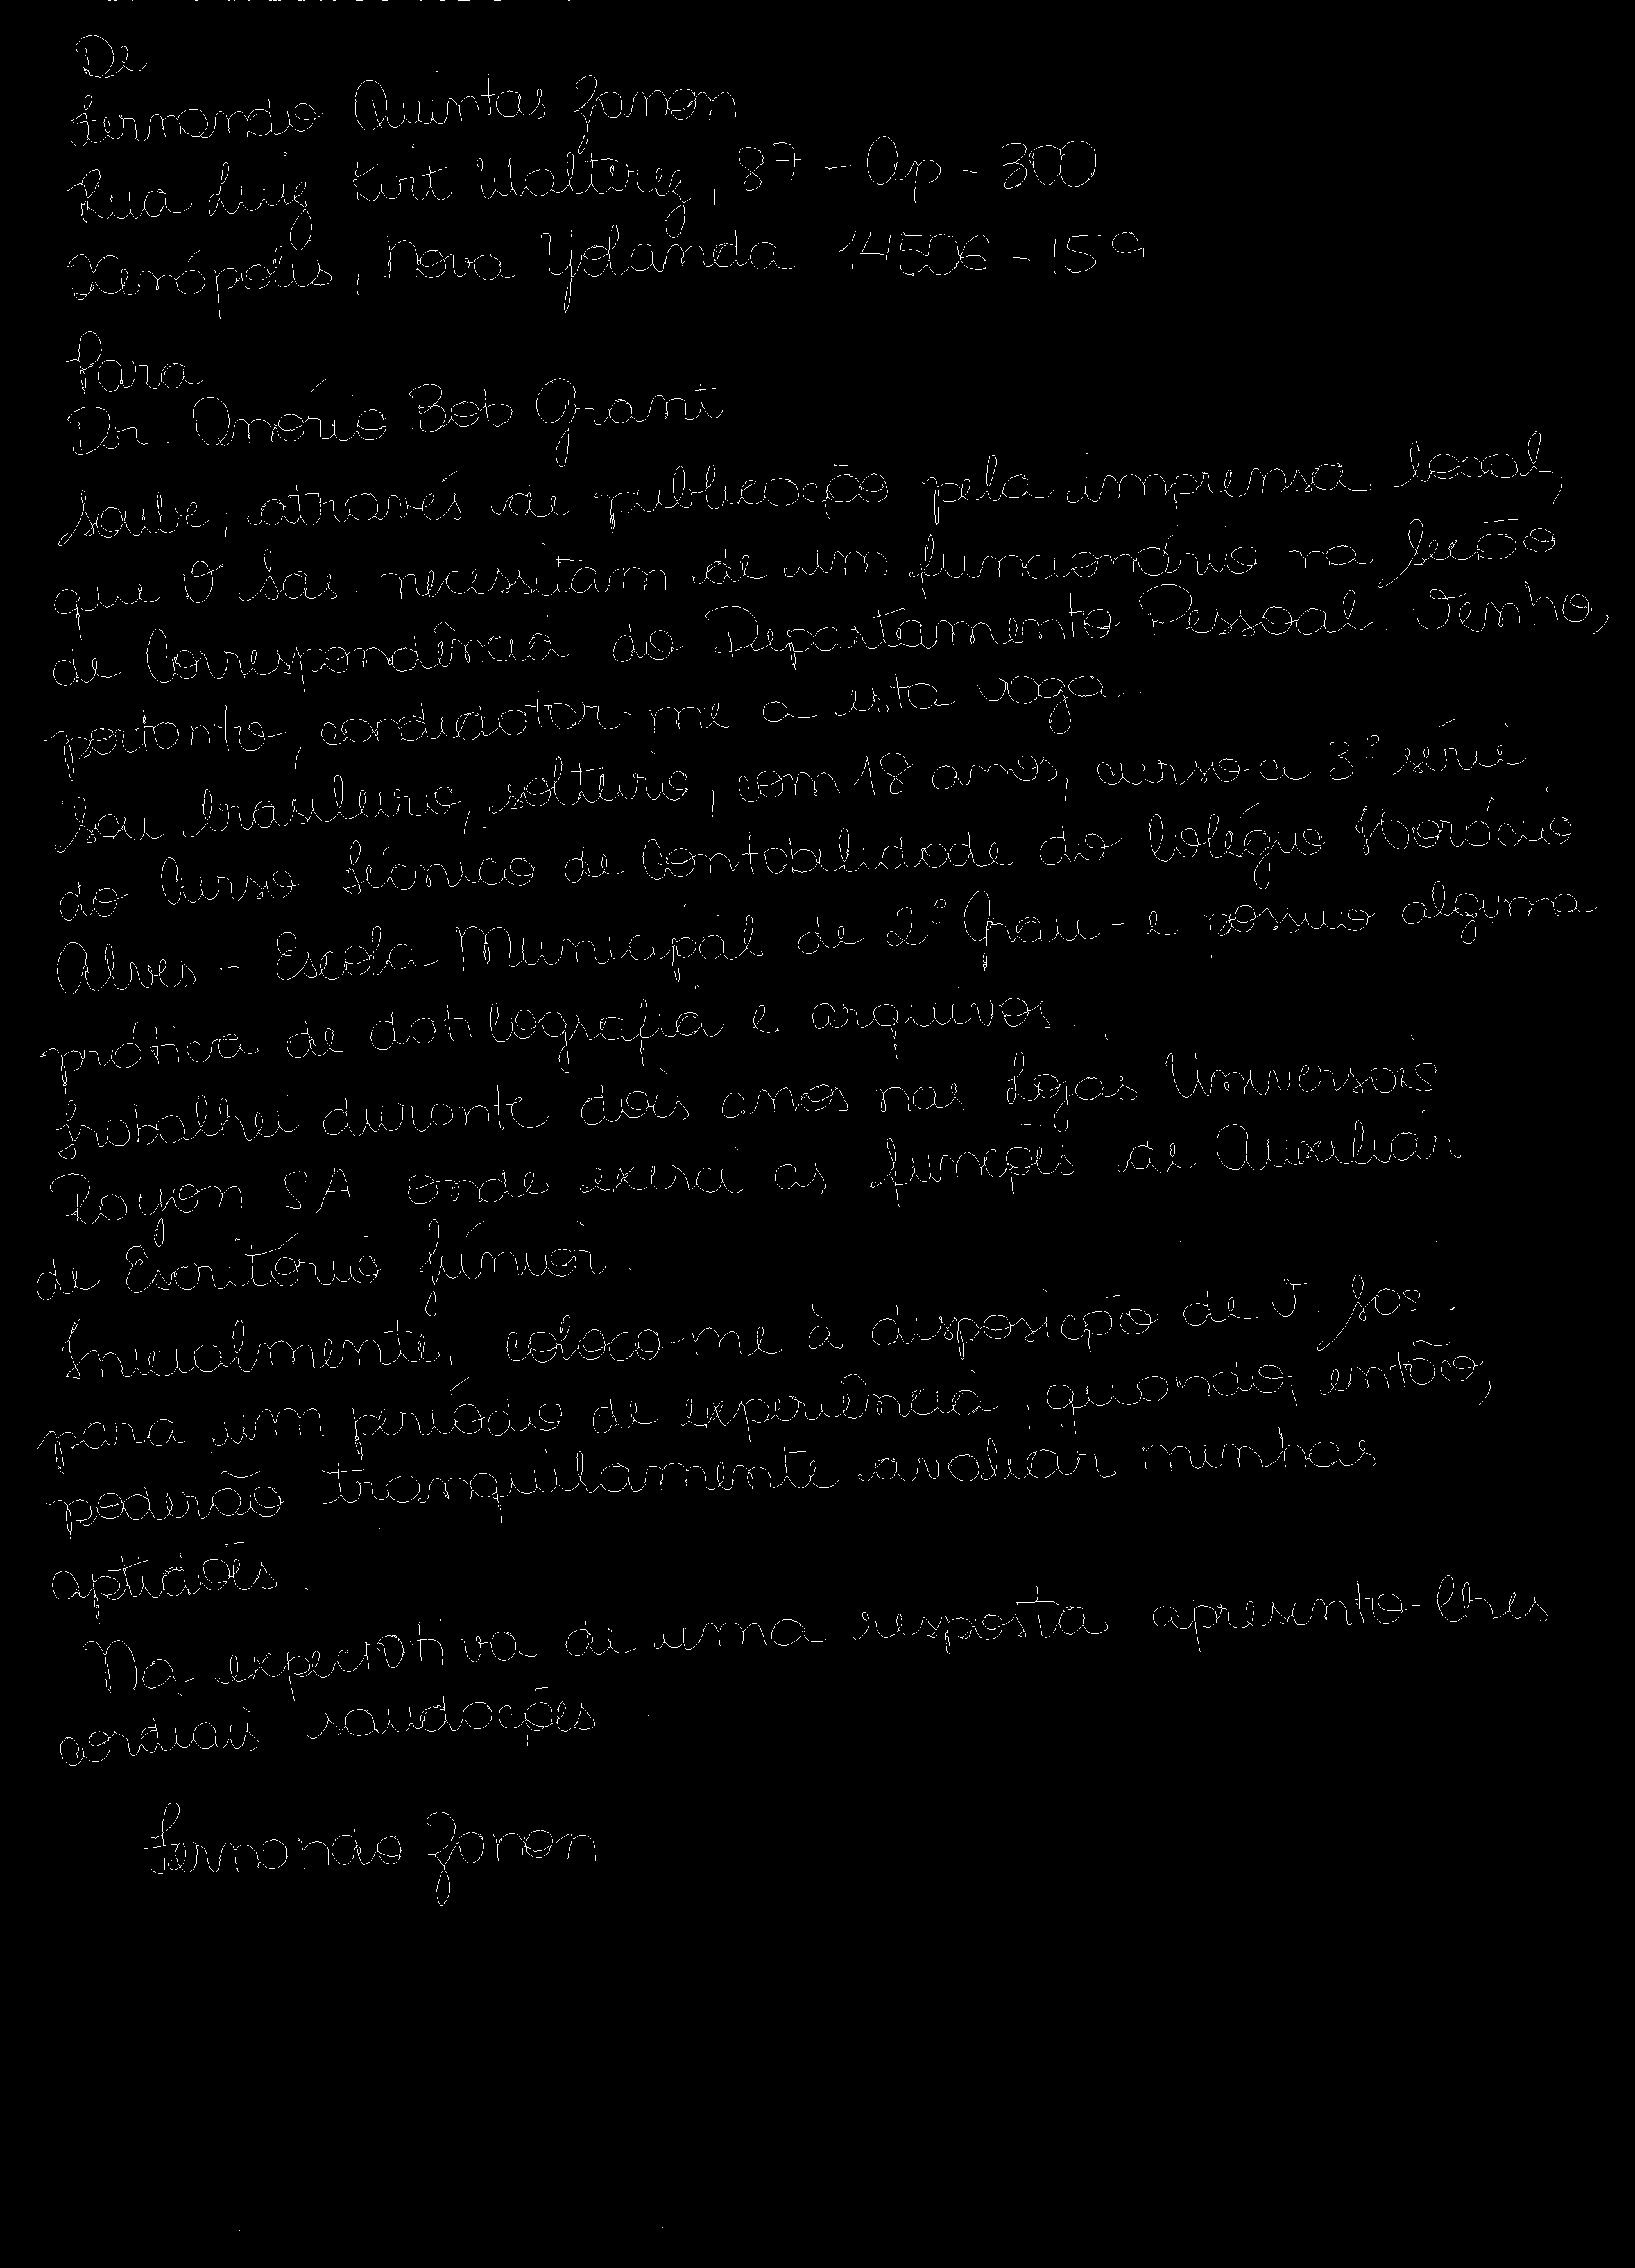 De
Fernando Quintas Zanon
Rua Luiz Kirt Walterez, 87 - Ap - 300
Xenópolis, Nova Yolanda 14506-159
Para
Dr. Onório Bob Grant
Soube, através de publicação pela imprensa local,
que V. Sas. necessitam de um funcionário na Secção
de Correspondência do Departamento Pessoal. Venho,
portanto, candidatar-me a esta vaga.
Sou brasileiro, solteiro, com 18 anos, curso a 3ª série
do Curso Técnico de Contabilidade do Colégio Horácio
Alves - Escola Municipal de 2º Grau - e possuo alguma
prática de datilografia e arquivos.
Trabalhei durante dois anos nas Lojas Universais
Rayon SA. onde exerci as funções de Auxiliar
de Escritório Júnior.
Inicialmente, coloco-me à disposição de V. Sas.
para um período de experiência, quando, então,
poderão tranquilamente avaliar minhas
aptidões.
Na expectativa de uma resposta apresento-lhes
cordiais saudações.
Fernando Zanon